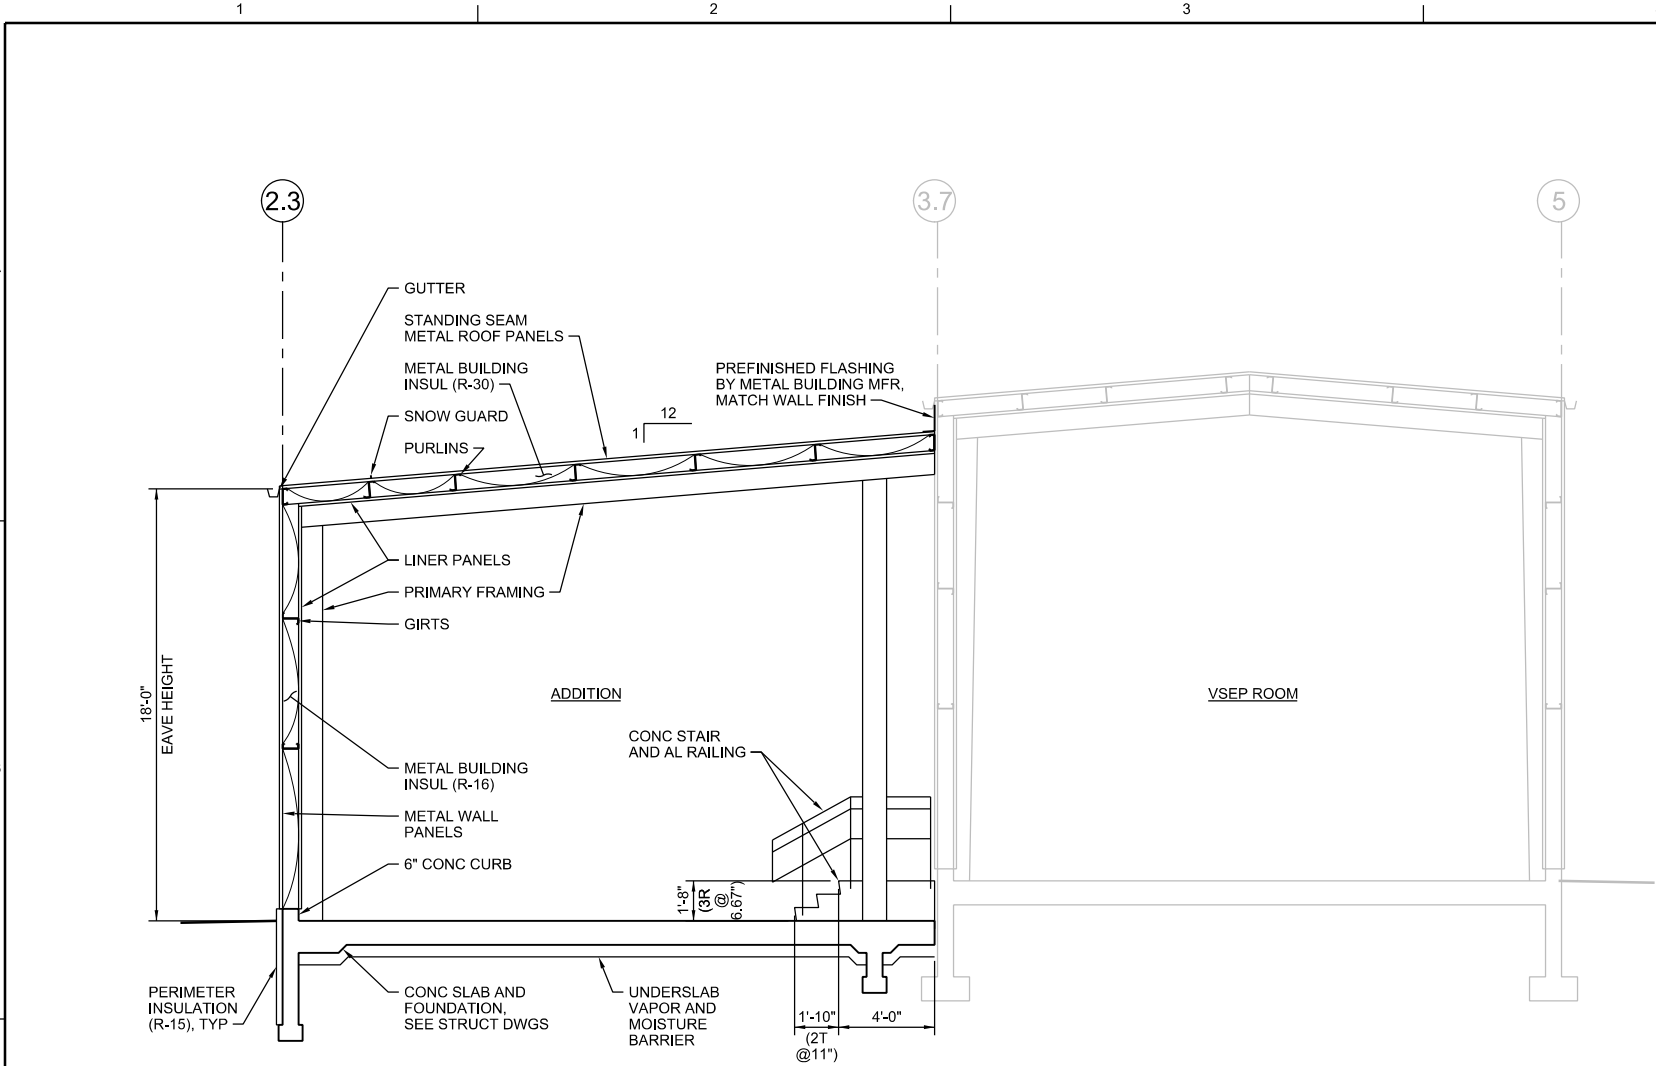 1
2
3
2.3
3.7
5
GUTTER
STANDING SEAM
METAL ROOF PANELS
METAL BUILDING
INSUL (R-30)
SNOW GUARD
PURLINS
12
1
PREFINISHED FLASHING
BY METAL BUILDING MFR,
MATCH WALL FINISH
LINER PANELS
PRIMARY FRAMING
GIRTS
18'-0"
EAVE HEIGHT
ADDITION
VSEP ROOM
CONC STAIR
AND AL RAILING
METAL BUILDING
INSUL (R-16)
METAL WALL
PANELS
6" CONC CURB
1'-8"
(3R
@
6.67")
PERIMETER
INSULATION
(R-15), TYP
CONC SLAB AND
FOUNDATION,
SEE STRUCT DWGS
UNDERSLAB
VAPOR AND
MOISTURE
BARRIER
1'-10"
(2T
@11")
4'-0"